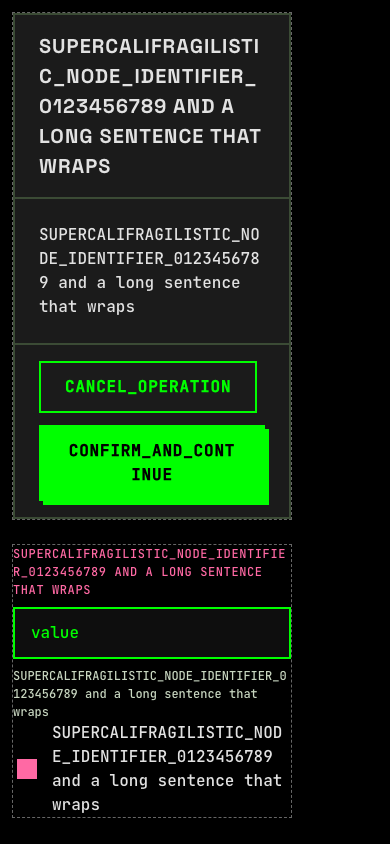 SUPERCALIFRAGILISTI
C_NODE_IDENTIFIER_
0123456789 AND A
LONG SENTENCE THAT
WRAPS
SUPERCALIFRAGILISTIC_NO
DE_IDENTIFIER_012345678
9 and a long sentence
that wraps
CANCEL_OPERATION
CONFIRM_AND_CONT
INUE
SUPERCALIFRAGILISTIC_NODE_IDENTIFIE
R_0123456789 AND A LONG SENTENCE
THAT WRAPS
value
SUPERCALIFRAGILISTIC_NODE_IDENTIFIER_0
123456789 and a long sentence that
wraps
SUPERCALIFRAGILISTIC_NOD
E_IDENTIFIER_0123456789
and a long sentence that
wraps